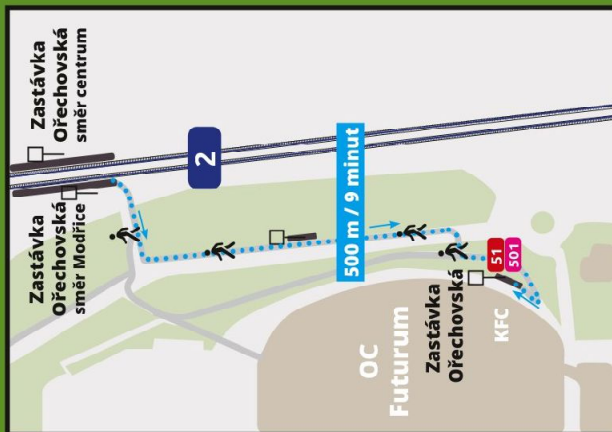 Zastávka
Ořechovská
směr centrum
Zastávka
Ořechovská
směr Modřice
2
500 m / 9 minut
OC
Futurum
Zastávka
Ořechovská
51
501
KFC